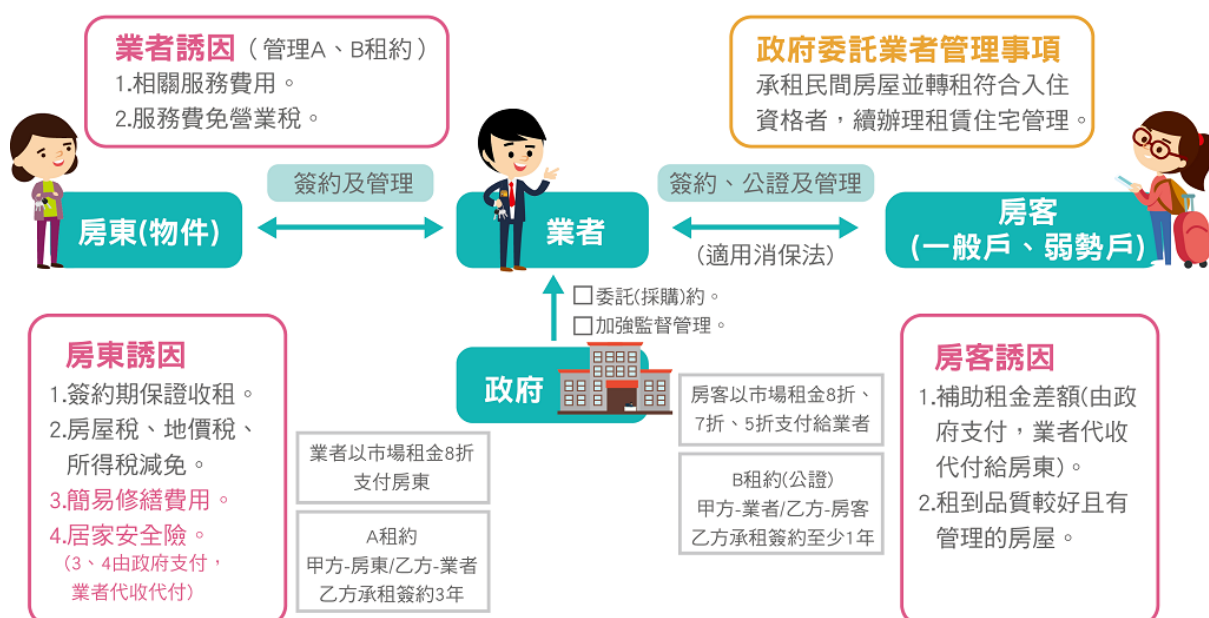 業者誘因（管理A、B租約）
1.相關服務費用。
2.服務費免營業稅。
政府委託業者管理事項
承租民間房屋並轉租符合入住
資格者，續辦理租賃住宅管理。
房東(物件)
簽約及管理
業者
簽約、公證及管理
(適用消保法)
房客
(一般戶、弱勢戶)
□委託(採購)約。
□加強監督管理。
政府
房東誘因
1.簽約期保證收租。
2.房屋稅、地價稅、
所得稅減免。
3.簡易修繕費用。
4.居家安全險。
(3、4由政府支付，
業者代收代付)
業者以市場租金8折
支付房東
A租約
甲方-房東/乙方-業者
乙方承租簽約3年
房客以市場租金8折、
7折、5折支付給業者
B租約(公證)
甲方-業者/乙方-房客
乙方承租簽約至少1年
房客誘因
1.補助租金差額(由政
府支付，業者代收
代付給房東)。
2.租到品質較好且有
管理的房屋。